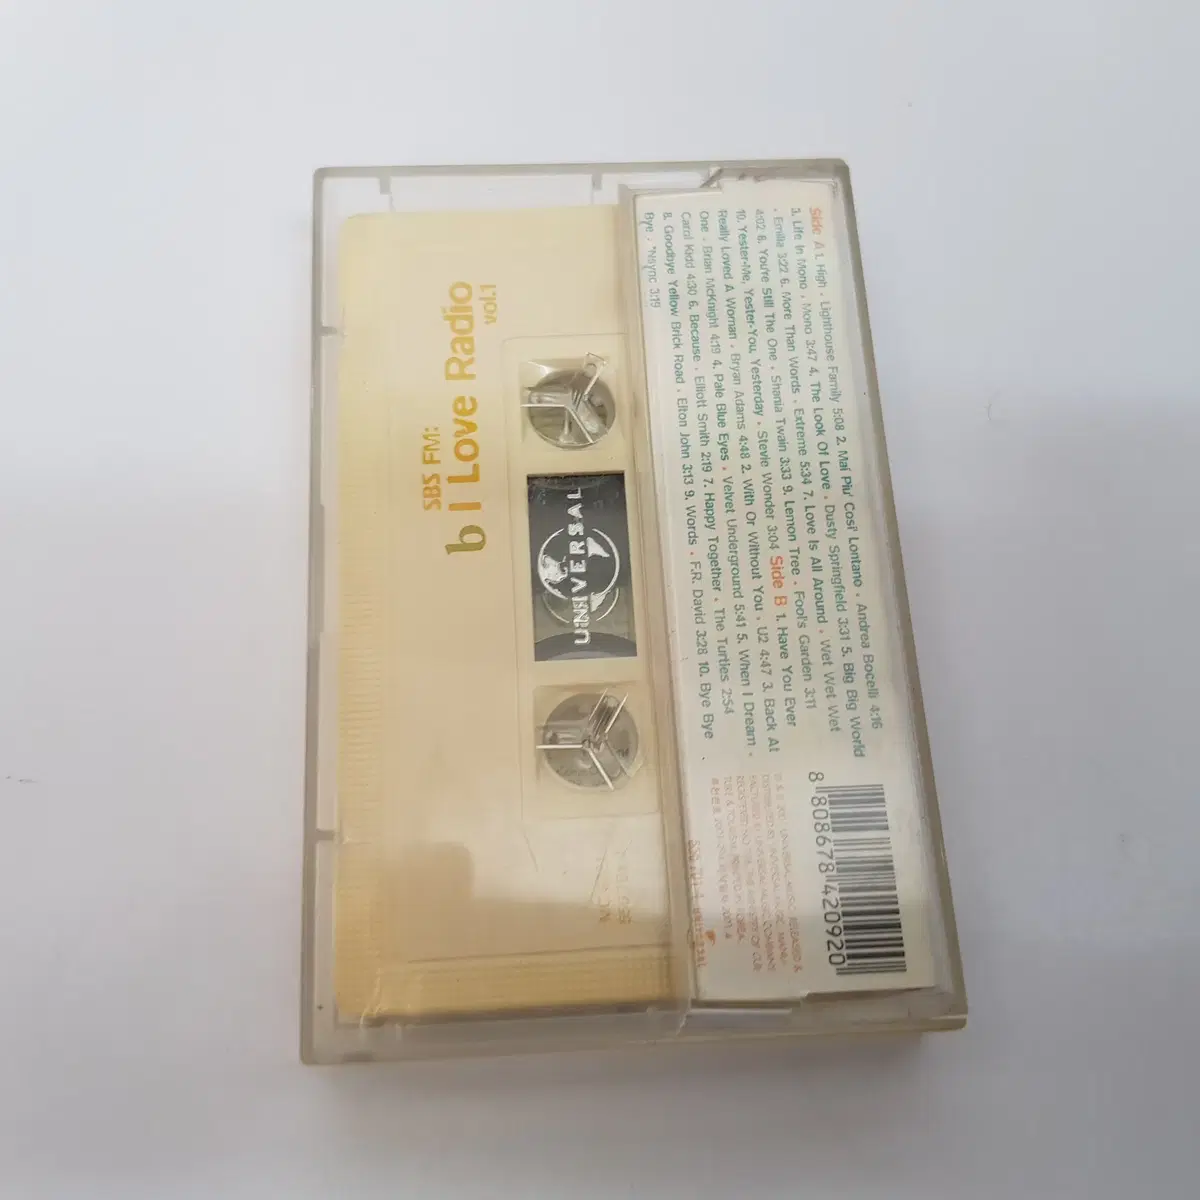 SBS FM:
b I Love Radio
vol.1
UNIVERSAL
Side A 1. High • Lighthouse Family 5:08 2. Mai Piu' Cosi' Lontano • Andrea Bocelli 4:16
3. Life In Mono • Mono 3:47 4. The Look Of Love • Dusty Springfield 3:31 5. Big Big World
• Emilia 3:22 6. More Than Words • Extreme 5:34 7. Love Is All Around • Wet Wet Wet
4:02 8. You're Still The One • Shania Twain 3:33 9. Lemon Tree • Fool's Garden 3:11
10. Yester-Me, Yester-You, Yesterday • Stevie Wonder 3:04 Side B 1. Have You Ever
Really Loved A Woman • Bryan Adams 4:48 2. With Or Without You • U2 4:47 3. Back At
One • Brian McKnight 4:19 4. Pale Blue Eyes • Velvet Underground 5:41 5. When I Dream •
Carol Kidd 4:30 6. Because • Elliott Smith 2:19 7. Happy Together • The Turtles 2:54
8. Goodbye Yellow Brick Road • Elton John 3:13 9. Words • F.R. David 3:28 10. Bye Bye
Bye • 'Nsync 3:19
8 808678 420920